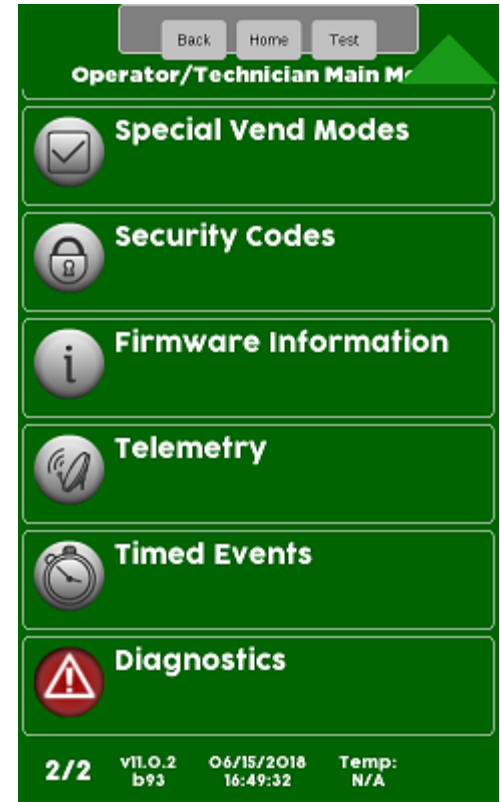 Back Home Test
Operator/Technician Main
Special Vend Modes
Security Codes
Firmware Information
Telemetry
Timed Events
Diagnostics
2/2 v11.0.2 06/15/2018 Temp:
b93 16:49:32 N/A